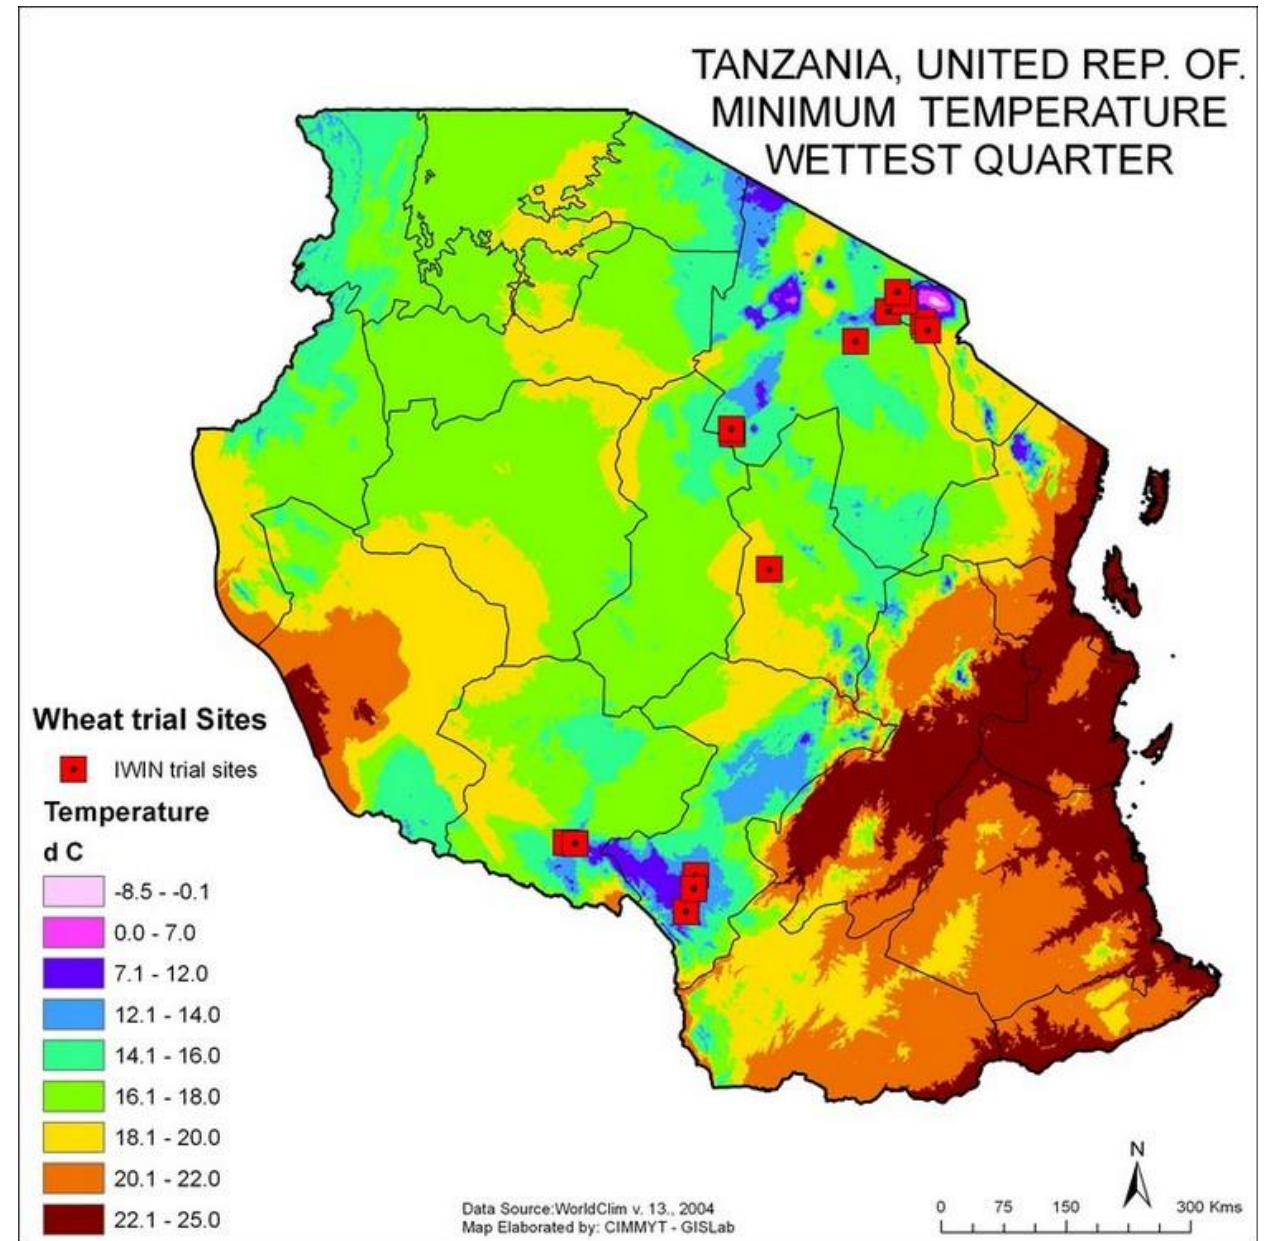 TANZANIA, UNITED REP. OF.
MINIMUM TEMPERATURE
WETTEST QUARTER
Wheat trial Sites
IWIN trial sites
Temperature
d C
-8.5 - -0.1
0.0 - 7.0
7.1 - 12.0
12.1 - 14.0
14.1 - 16.0
16.1 - 18.0
18.1 - 20.0
20.1 - 22.0
22.1 - 25.0
Data Source:WorldClim v. 13., 2004
Map Elaborated by: CIMMYT - GISLab
N
0 75 150 300 Kms